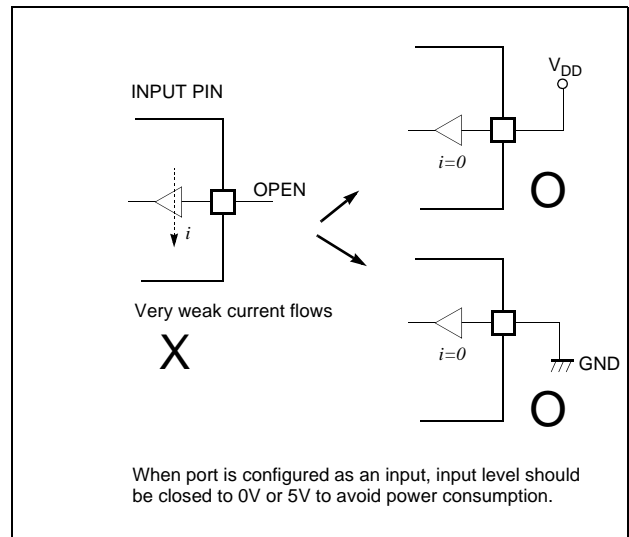 INPUT PIN
OPEN
i
Very weak current flows
X
VDD
i=0
O
i=0
GND
O
When port is configured as an input, input level should
be closed to 0V or 5V to avoid power consumption.